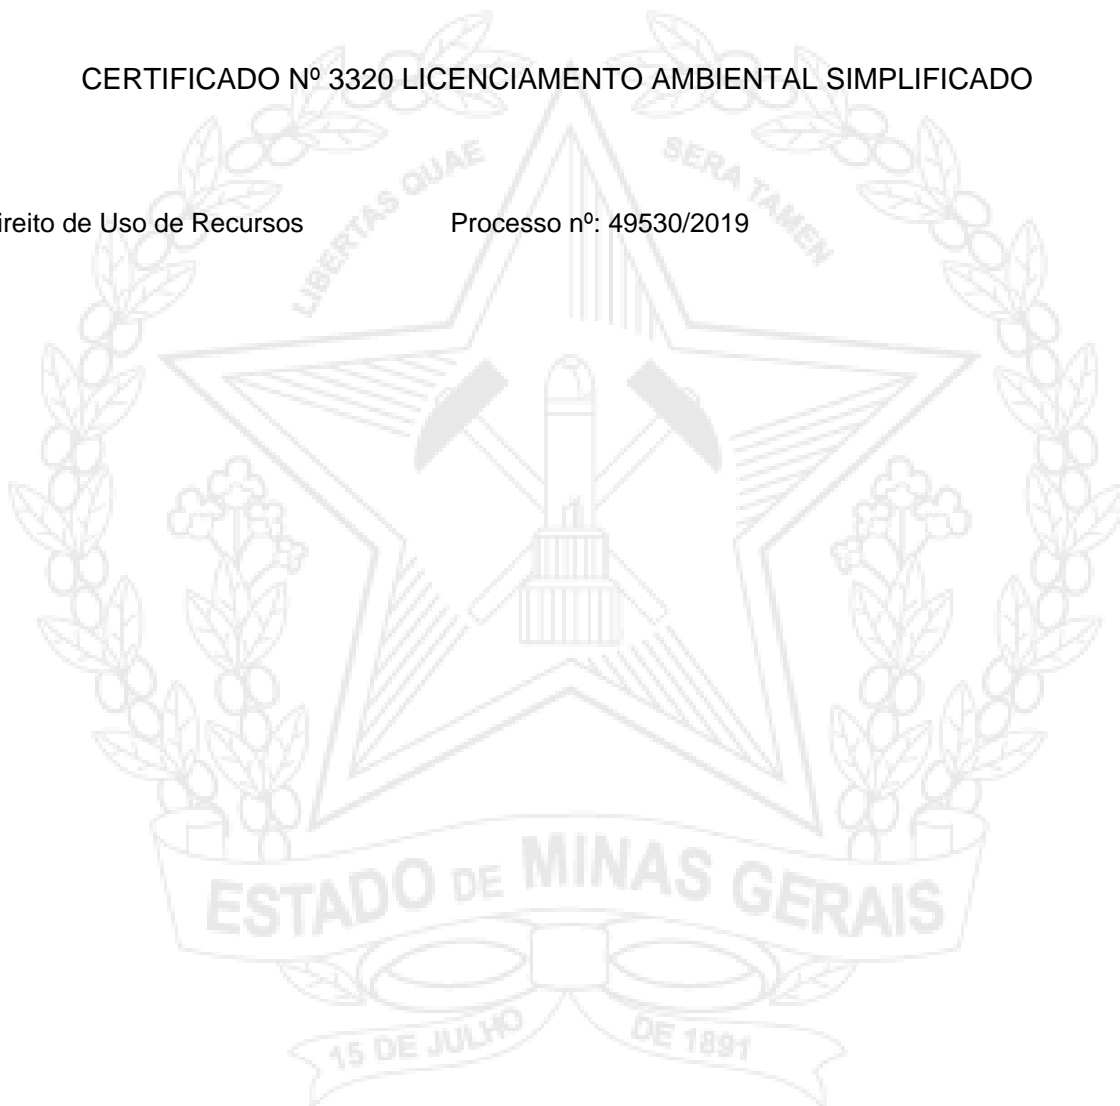 CERTIFICADO Nº 3320 LICENCIAMENTO AMBIENTAL SIMPLIFICADO
LIBERTAS QUAE SERA TAMEN
ireito de Uso de Recursos Processo nº: 49530/2019
ESTADO DE MINAS GERAIS
15 DE JULHO DE 1891